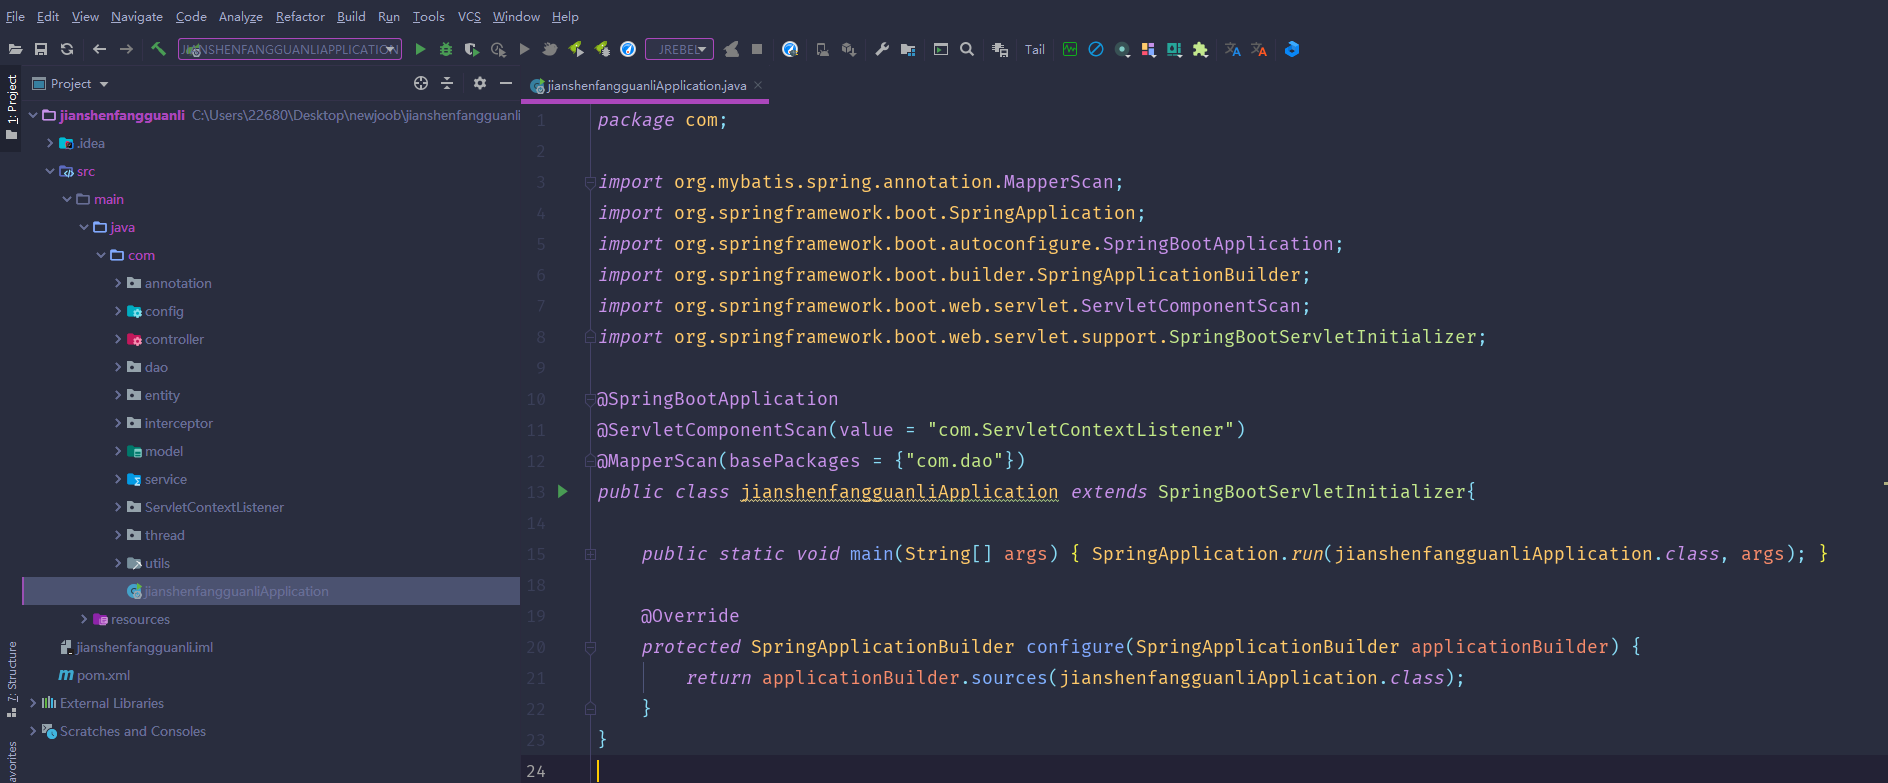 File Edit View Navigate Code Analyze Refactor Build Run Tools VCS Window Help
JIANSHENFANGGUANLIAPPLICATION JREBEL Tail
1: Project
Project
jianshenfangguanli C:\Users\22680\Desktop\newjoob\jianshenfangguanli
.idea
src
main
java
com
annotation
config
controller
dao
entity
interceptor
model
service
ServletContextListener
thread
utils
jianshenfangguanliApplication
resources
jianshenfangguanli.iml
pom.xml
External Libraries
Scratches and Consoles
7: Structure
avorites
jianshenfangguanliApplication.java
1 package com;
2
3 import org.mybatis.spring.annotation.MapperScan;
4 import org.springframework.boot.SpringApplication;
5 import org.springframework.boot.autoconfigure.SpringBootApplication;
6 import org.springframework.boot.builder.SpringApplicationBuilder;
7 import org.springframework.boot.web.servlet.ServletComponentScan;
8 import org.springframework.boot.web.servlet.support.SpringBootServletInitializer;
9
10 @SpringBootApplication
11 @ServletComponentScan(value = "com.ServletContextListener")
12 @MapperScan(basePackages = {"com.dao"})
13 public class jianshenfangguanliApplication extends SpringBootServletInitializer{
14
15 public static void main(String[] args) { SpringApplication.run(jianshenfangguanliApplication.class, args); }
18
19 @Override
20 protected SpringApplicationBuilder configure(SpringApplicationBuilder applicationBuilder) {
21 return applicationBuilder.sources(jianshenfangguanliApplication.class);
22 }
23 }
24